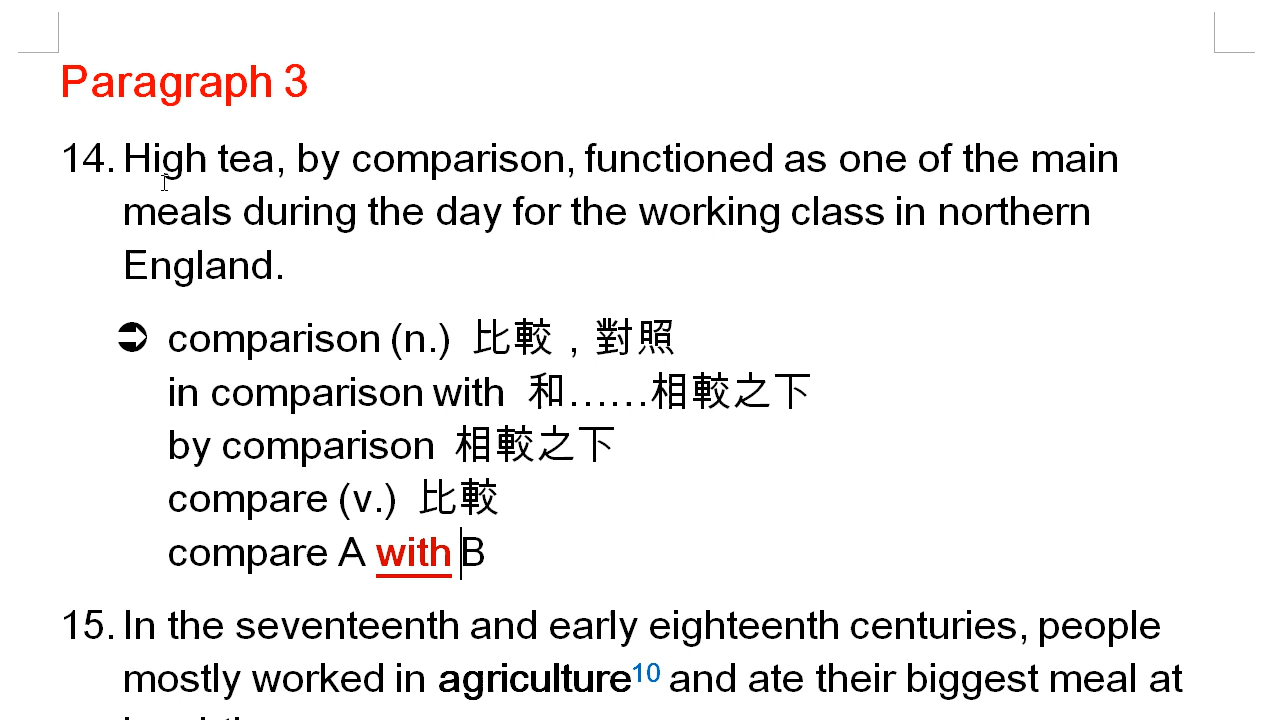 Paragraph 3
14. High tea, by comparison, functioned as one of the main
meals during the day for the working class in northern
England.
➲ comparison (n.) 比較，對照
in comparison with 和……相較之下
by comparison 相較之下
compare (v.) 比較
compare A with B
15. In the seventeenth and early eighteenth centuries, people
mostly worked in agriculture10 and ate their biggest meal at